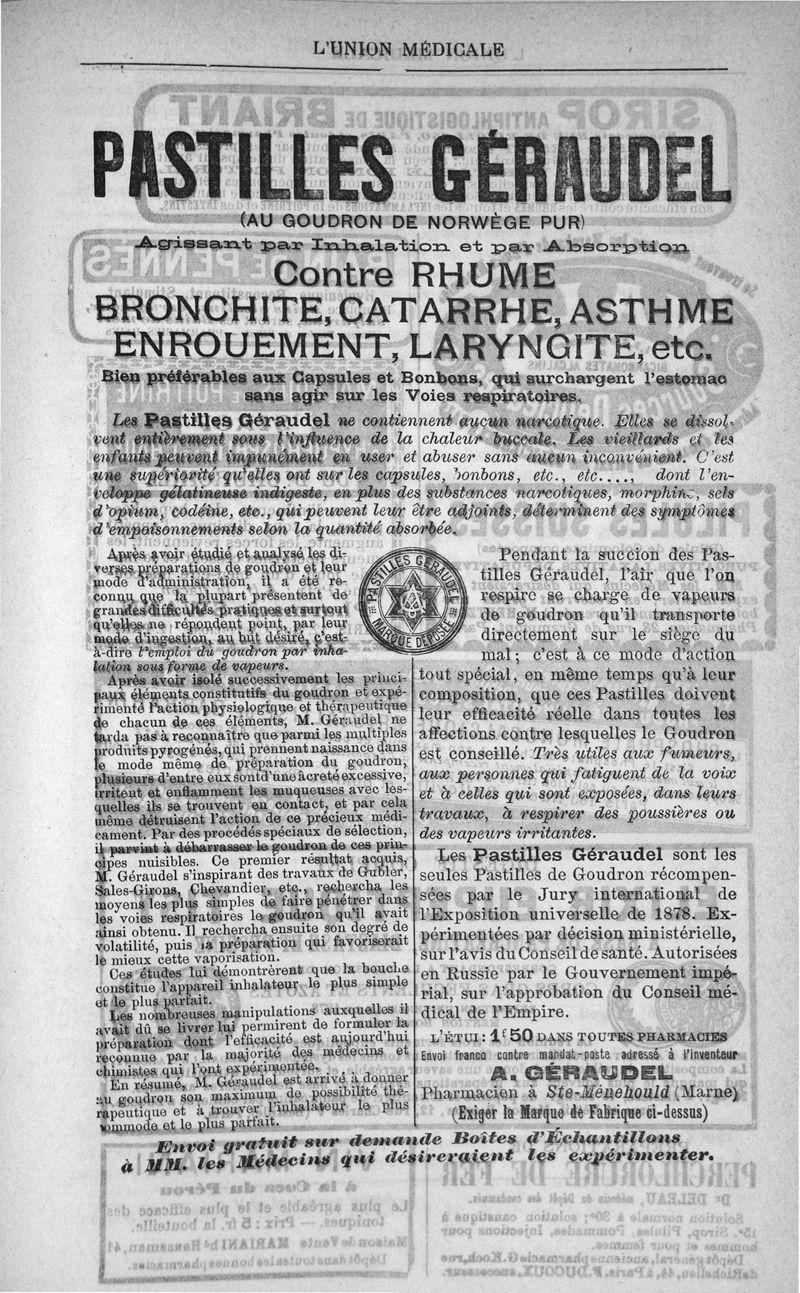 L'UNION MÉDICALE
PASTILLES GÉRAUDEL
(AU GOUDRON DE NORWÈGE PUR)
Agissant par Inhalation et par Absorption
Contre RHUME
BRONCHITE, CATARRHE, ASTHME
ENROUEMENT, LARYNGITE, etc.
Bien préférables aux Capsules et Bonbons, qui surchargent l'estomac
sans agir sur les Voies respiratoires.
Les Pastilles Géraudel ne contiennent aucun narcotique. Elles se dissol-
vent entièrement sous l'influence de la chaleur buccale. Les vieillards et les
enfants peuvent impunément en user et abuser sans aucun inconvénient. C'est
une supériorité qu'elles ont sur les capsules, bonbons, etc., etc...., dont l'en-
veloppe gélatineuse indigeste, en plus des substances narcotiques, morphine, sels
d'opium, codéine, etc., qui peuvent leur être adjoints, déterminent des symptômes
d'empoisonnements selon la quantité absorbée.
Après avoir étudié et analysé les di-
verses préparations de goudron et leur
mode d'administration, il a été re-
connu que la plupart présentent de
grandes difficultés pratiques et surtout
qu'elles ne répondent point, par leur
mode d'ingestion, au but désiré, c'est-
à-dire l'emploi du goudron par inha-
lation sous forme de vapeurs.
Après avoir isolé successivement les princi-
paux éléments constitutifs du goudron et expé-
rimenté l'action physiologique et thérapeutique
de chacun de ces éléments, M. Géraudel ne
tarda pas à reconnaître que parmi les multiples
produits pyrogénés, qui prennent naissance dans
le mode même de préparation du goudron,
plusieurs d'entre eux sont d'une âcreté excessive,
irritent et enflamment les muqueuses avec les-
quelles ils se trouvent en contact, et par cela
même détruisent l'action de ce précieux médi-
cament. Par des procédés spéciaux de sélection,
il parvint à débarrasser le goudron de ces prin-
cipes nuisibles. Ce premier résultat acquis,
M. Géraudel s'inspirant des travaux de Gubler,
Sales-Girons, Chevandier, etc., rechercha les
moyens les plus simples de faire pénétrer dans
les voies respiratoires le goudron qu'il avait
ainsi obtenu. Il rechercha ensuite son degré de
volatilité, puis la préparation qui favoriserait
le mieux cette vaporisation.
Ces études lui démontrèrent que la bouche
constitue l'appareil inhalateur le plus simple
et le plus parfait.
Les nombreuses manipulations auxquelles il
avait dû se livrer lui permirent de formuler la
préparation dont l'efficacité est aujourd'hui
reconnue par la majorité des médecins et
chimistes qui l'ont expérimentée. . . .
En résumé, M. Géraudel est arrivé à donner
au goudron son maximum de possibilité thé-
rapeutique et à trouver l'inhalateur le plus
commode et le plus parfait.
PASTILLES GÉRAUDEL
MARQUE DÉPOSÉE
Pendant la succion des Pas-
tilles Géraudel, l'air que l'on
respire se charge de vapeurs
de goudron qu'il transporte
directement sur le siège du
mal; c'est à ce mode d'action
tout spécial, en même temps qu'à leur
composition, que ces Pastilles doivent
leur efficacité réelle dans toutes les
affections contre lesquelles le Goudron
est conseillé. Très utiles aux fumeurs,
aux personnes qui fatiguent de la voix
et à celles qui sont exposées, dans leurs
travaux, à respirer des poussières ou
des vapeurs irritantes.
Les Pastilles Géraudel sont les
seules Pastilles de Goudron récompen-
sées par le Jury international de
l'Exposition universelle de 1878. Ex-
périmentées par décision ministérielle,
sur l'avis du Conseil de santé. Autorisées
en Russie par le Gouvernement impé-
rial, sur l'approbation du Conseil mé-
dical de l'Empire.
L'ÉTUI: 1f 50 DANS TOUTES PHARMACIES
Envoi franco contre mandat-poste adressé à l'inventeur
A. GÉRAUDEL
Pharmacien à Ste-Ménehould (Marne)
(Exiger la Marque de Fabrique ci-dessus)
Envoi gratuit sur demande Boîtes d'Échantillons
à MM. les Médecins qui désireraient les expérimenter.